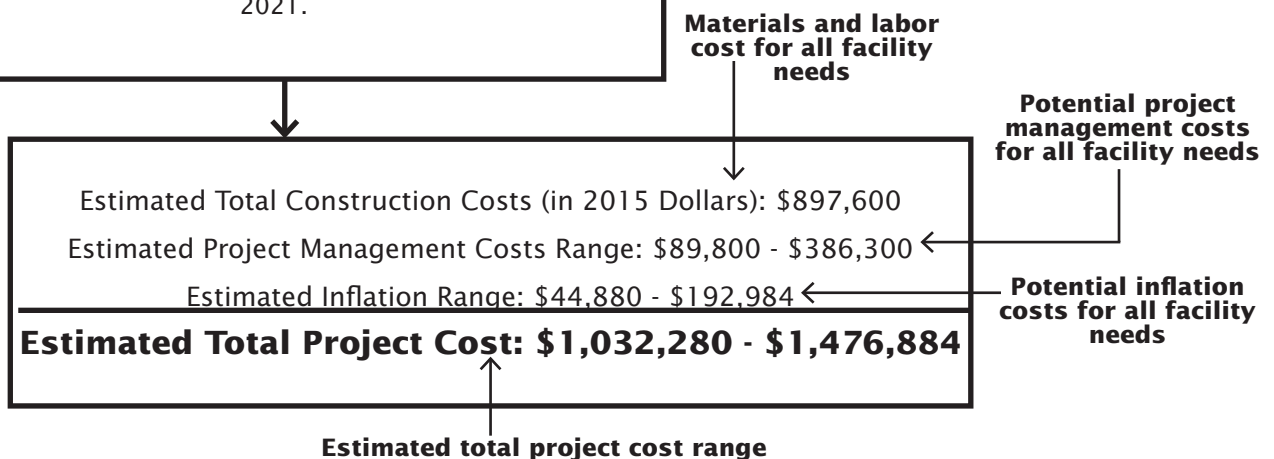 2021.
Materials and labor
cost for all facility
needs
Potential project
management costs
for all facility needs
Estimated Total Construction Costs (in 2015 Dollars): $897,600
Estimated Project Management Costs Range: $89,800 - $386,300
Estimated Inflation Range: $44,880 - $192,984
Potential inflation
costs for all facility
needs
Estimated Total Project Cost: $1,032,280 - $1,476,884
Estimated total project cost range